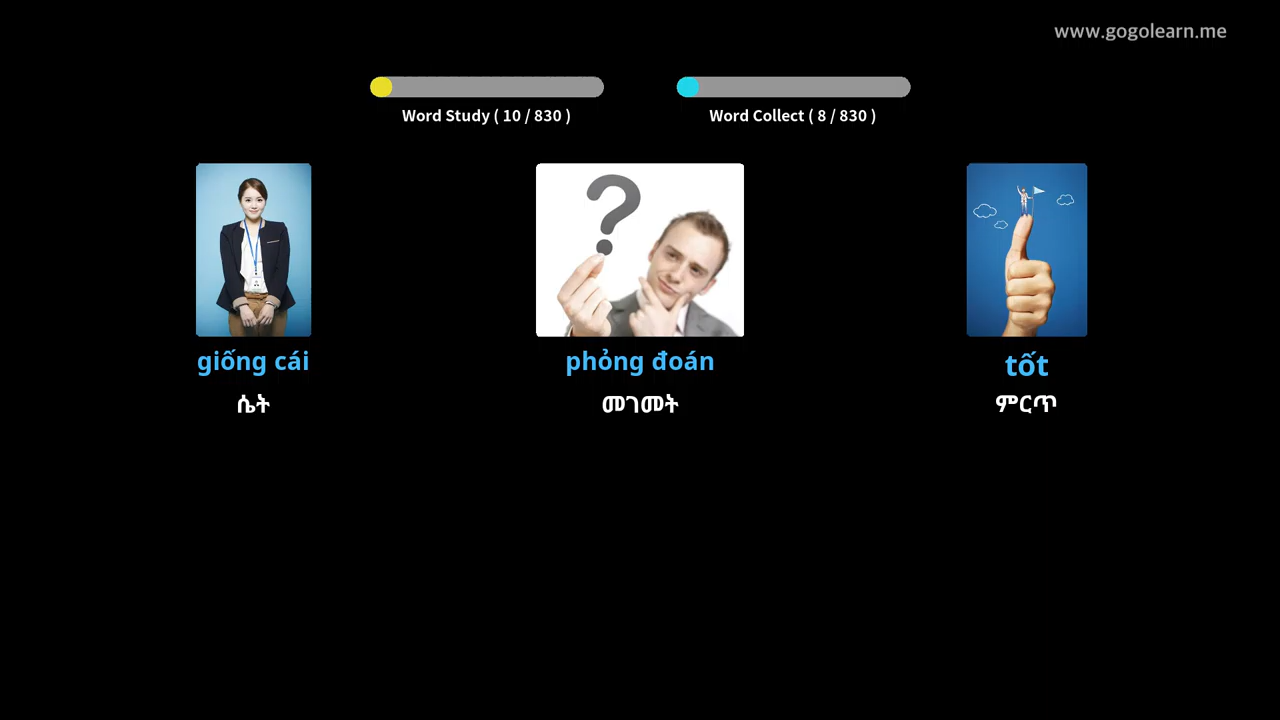 www.gogolearn.me
Word Study ( 10 / 830 )
Word Collect ( 8 / 830 )
giống cái
phỏng đoán
tốt
ሴት
መገመት
ምርጥ